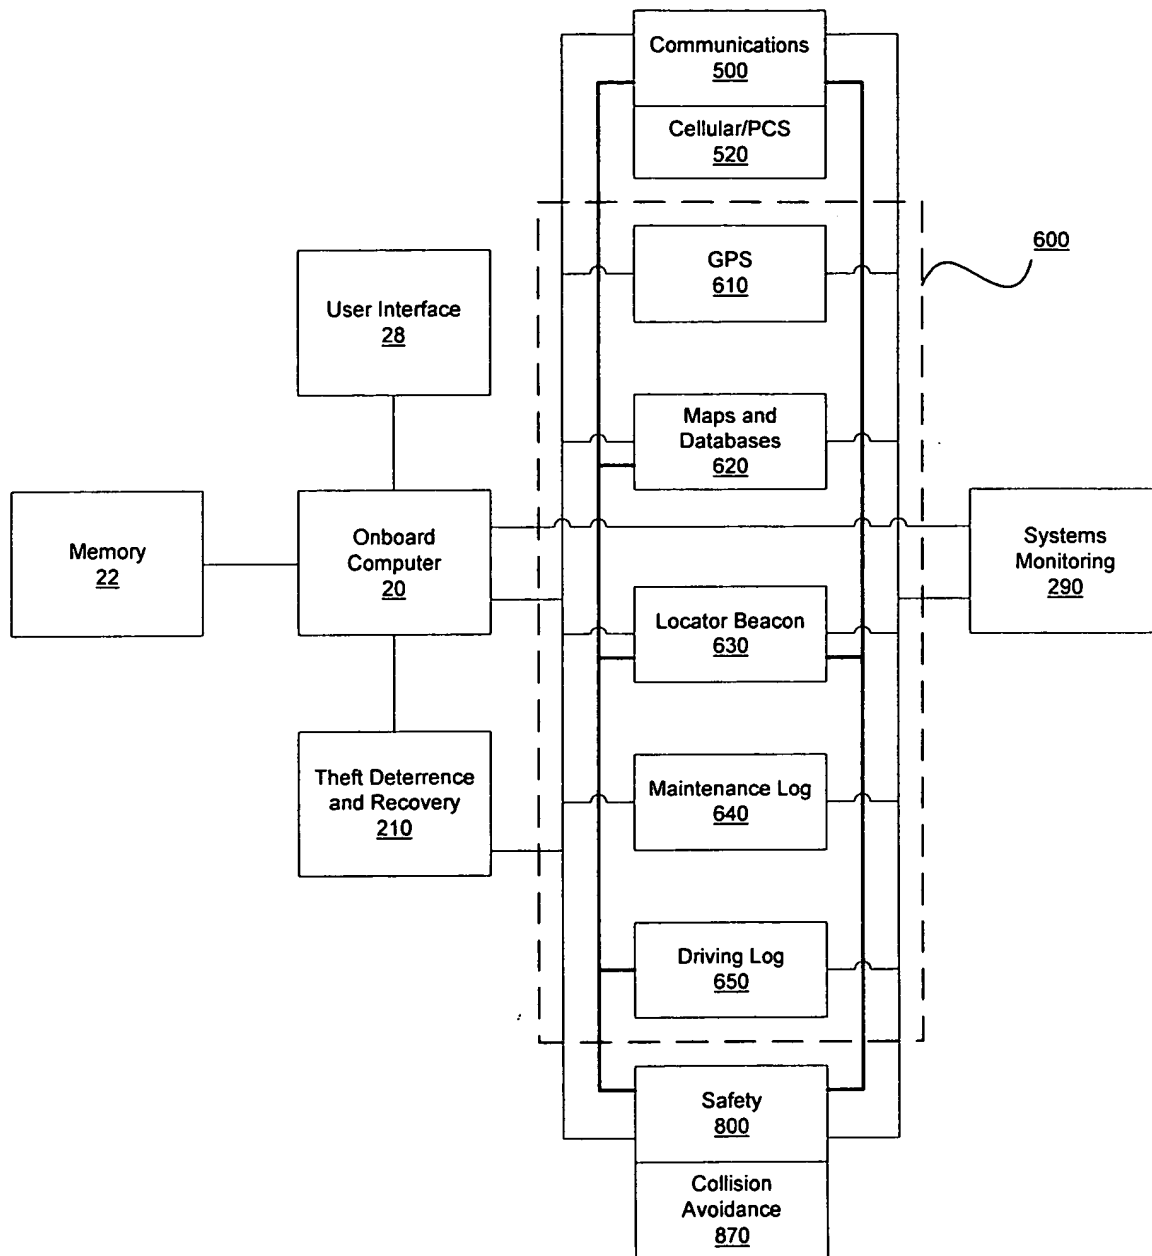 Communications
500
Cellular/PCS
520
600
GPS
610
User Interface
28
Maps and
Databases
620
Memory
22
Onboard
Computer
20
Systems
Monitoring
290
Locator Beacon
630
Theft Deterrence
and Recovery
210
Maintenance Log
640
Driving Log
650
Safety
800
Collision
Avoidance
870